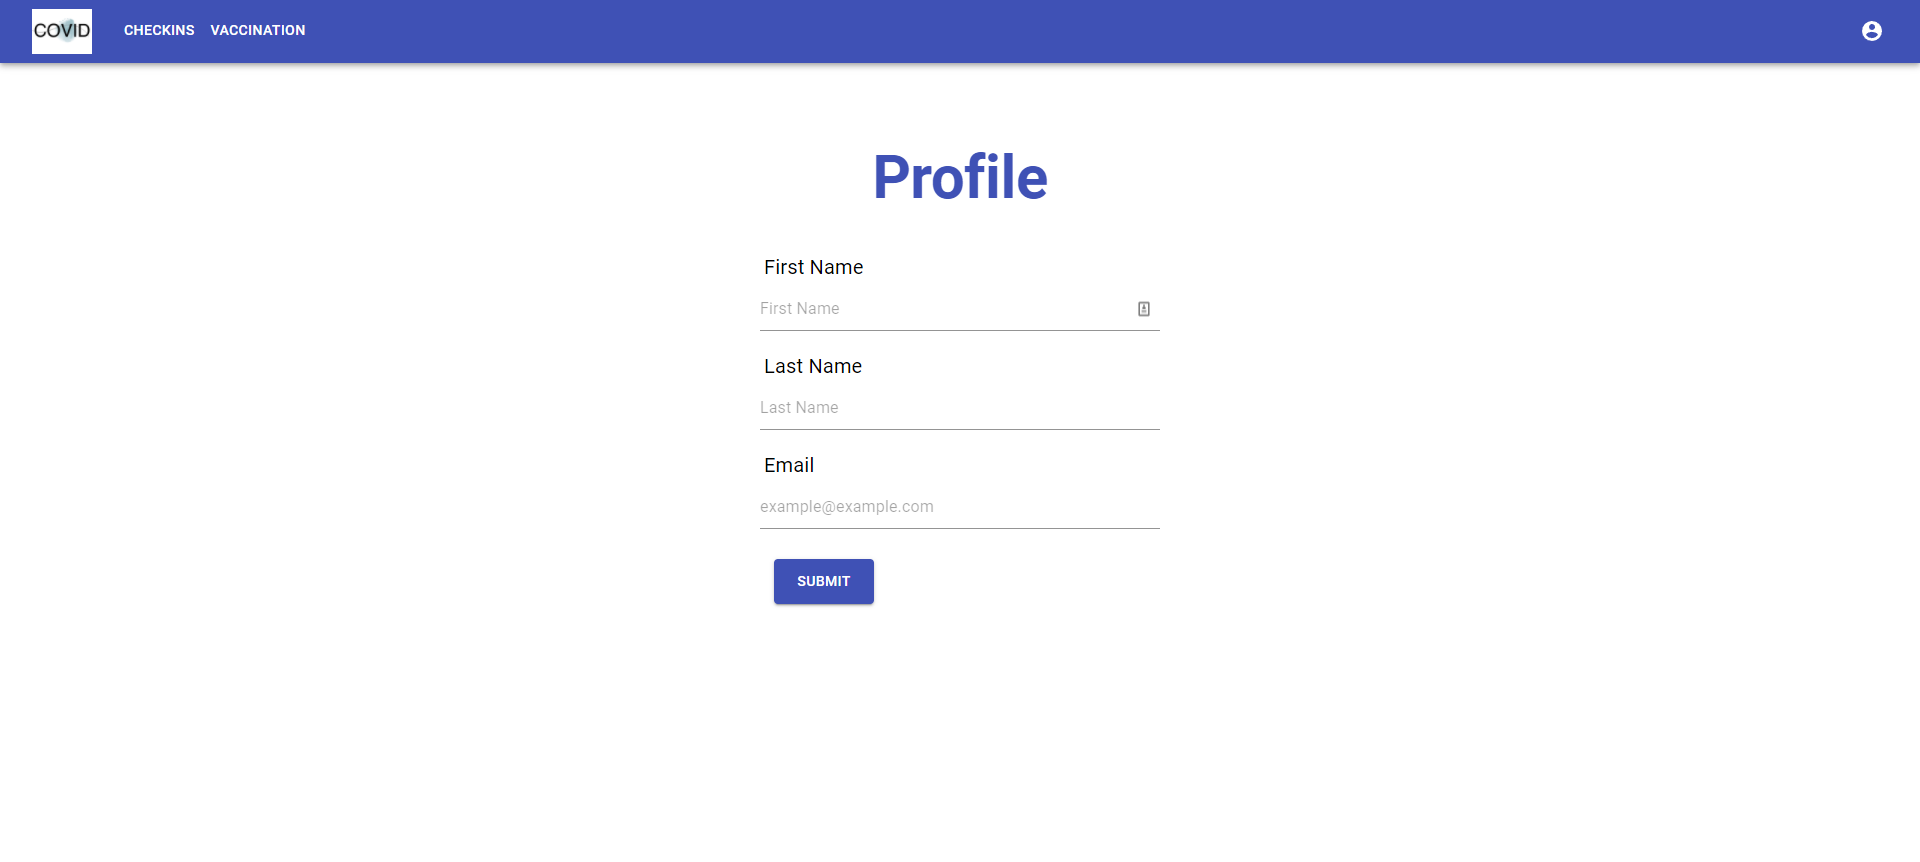 COVID
CHECKINS VACCINATION
Profile
First Name
First Name
Last Name
Last Name
Email
example@example.com
SUBMIT